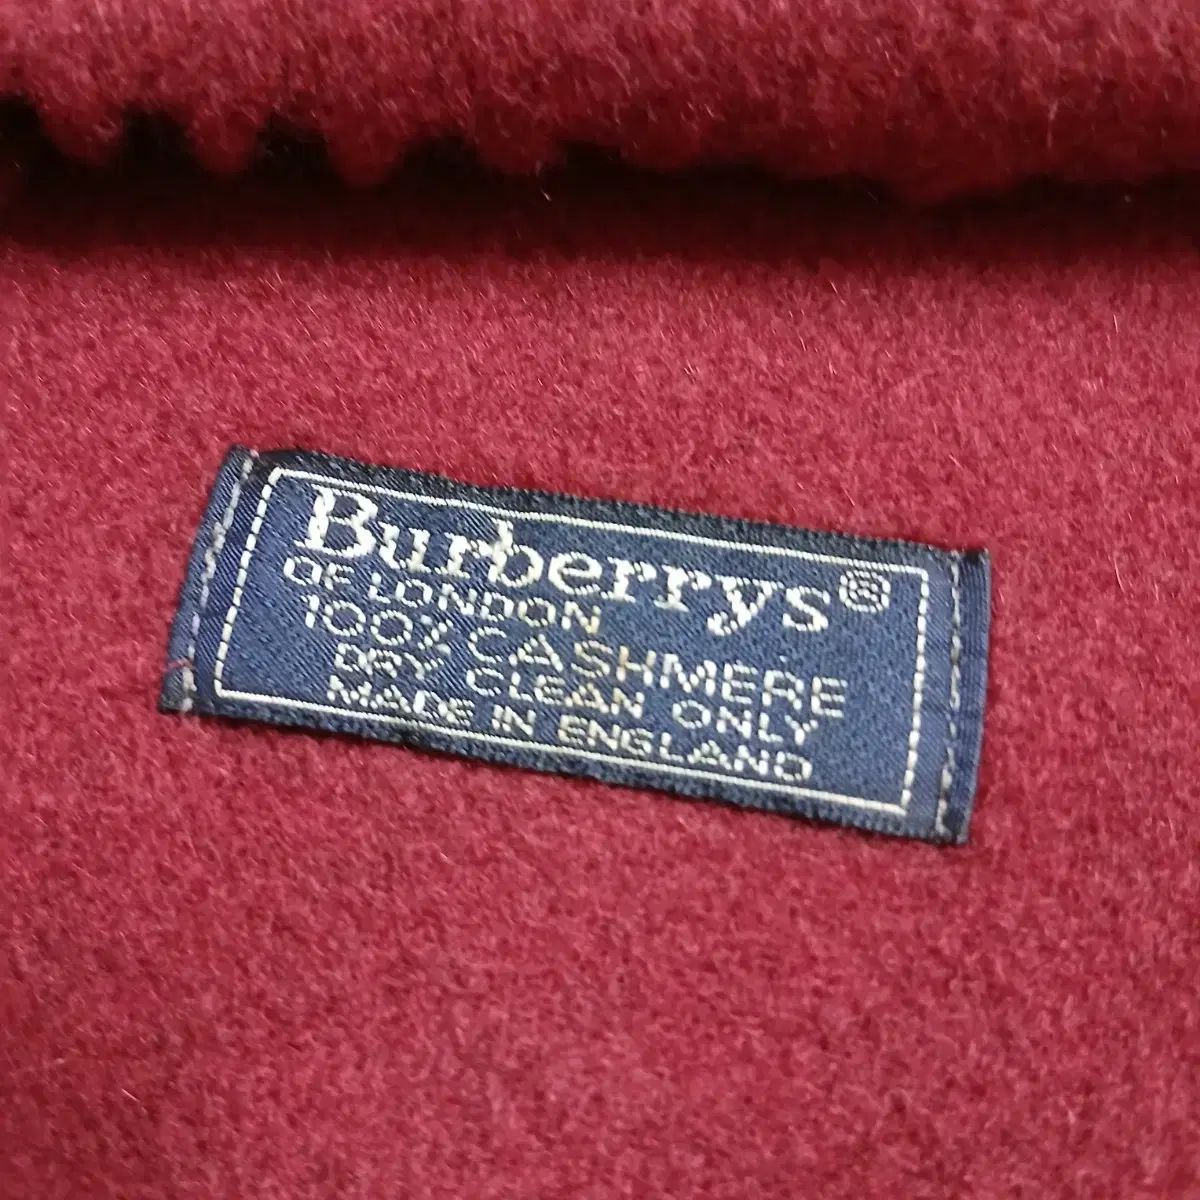 Burberrys®
OF LONDON
100% CASHMERE
DRY CLEAN ONLY
MADE IN ENGLAND